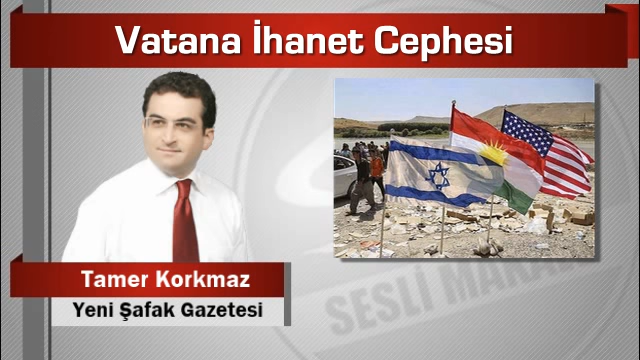 Vatana İhanet Cephesi
Tamer Korkmaz
Yeni Şafak Gazetesi
SESLİ MAKALE